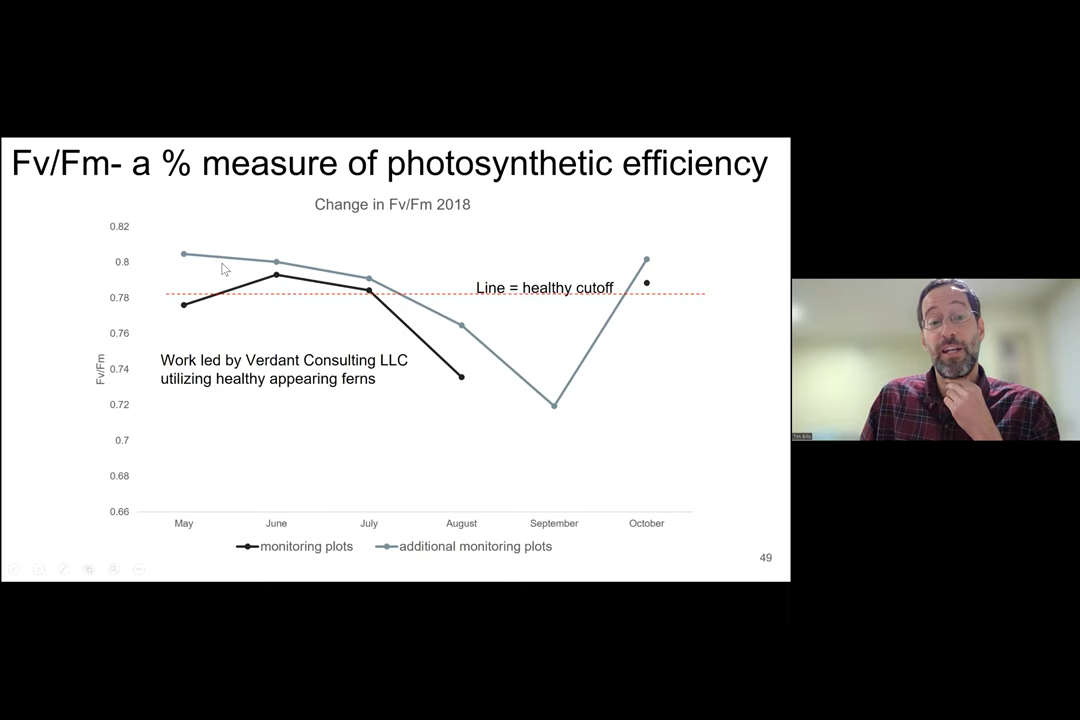 Fv/Fm- a % measure of photosynthetic efficiency
Change in Fv/Fm 2018
0.82
0.8
0.78
0.76
0.74
0.72
0.7
0.68
0.66
Fv/Fm
Line = healthy cutoff
Work led by Verdant Consulting LLC
utilizing healthy appearing ferns
May June July August September October
monitoring plots additional monitoring plots
49